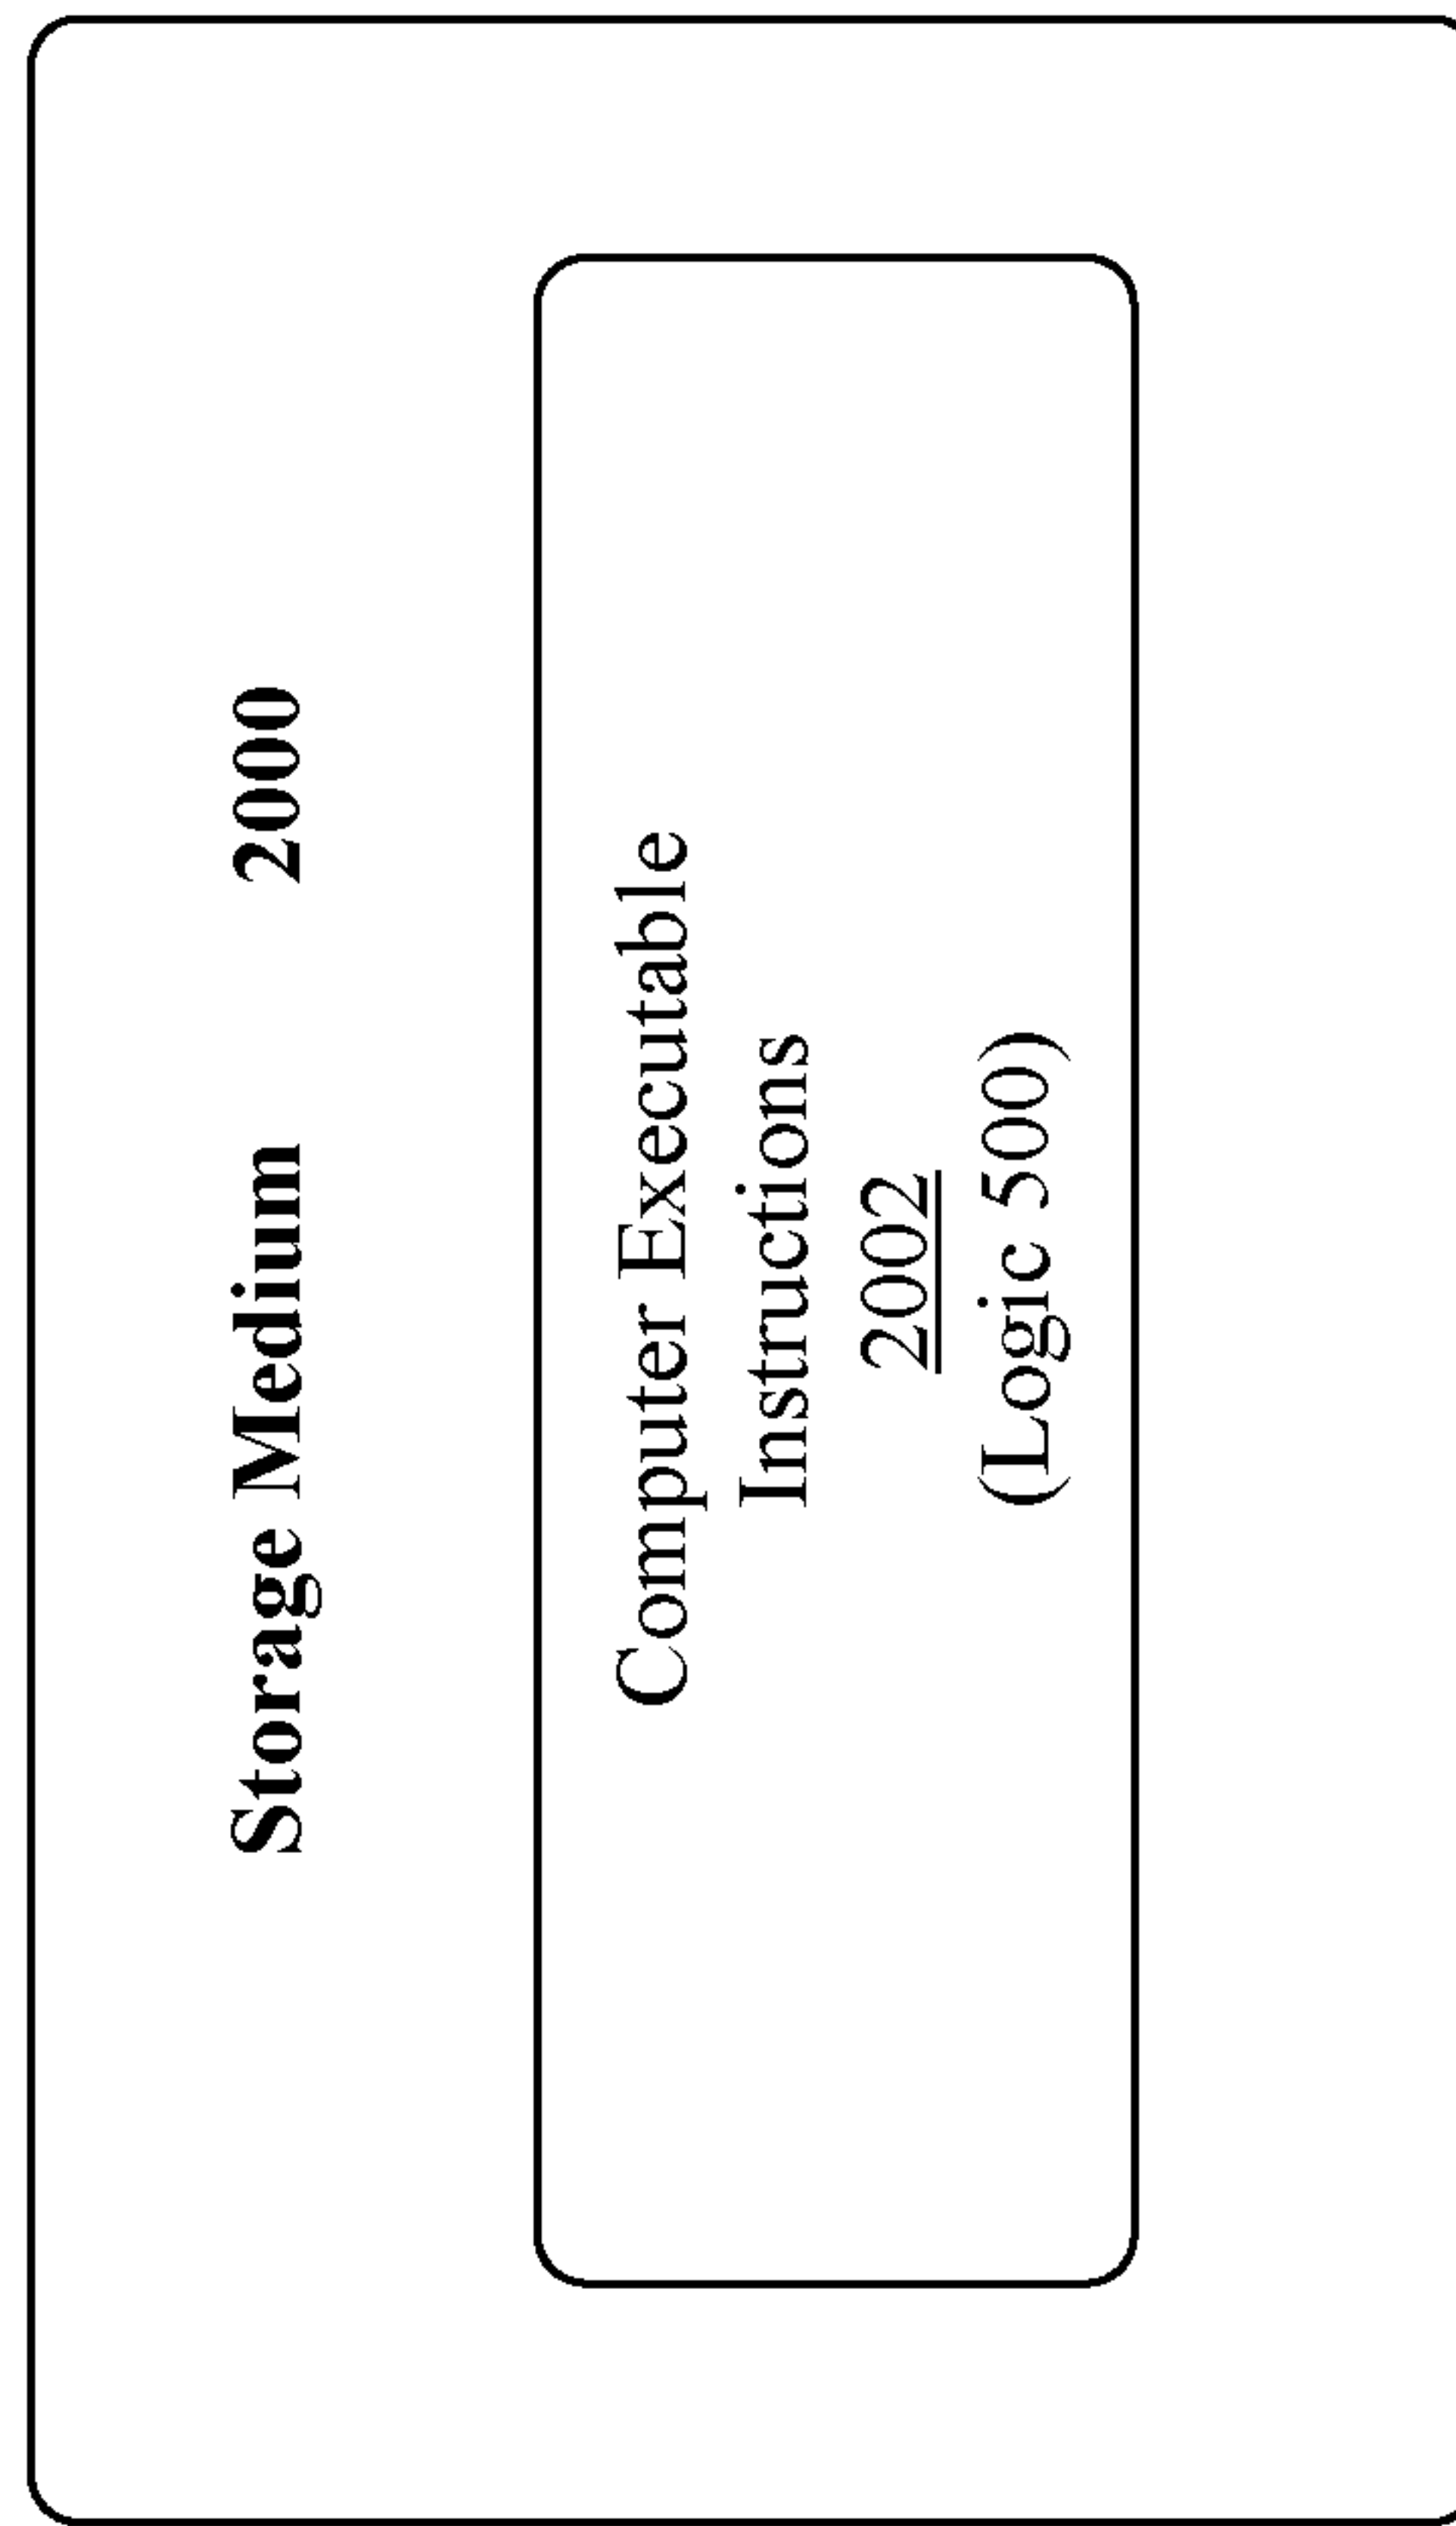 Storage Medium 2000
Computer Executable
Instructions
2002
(Logic 500)